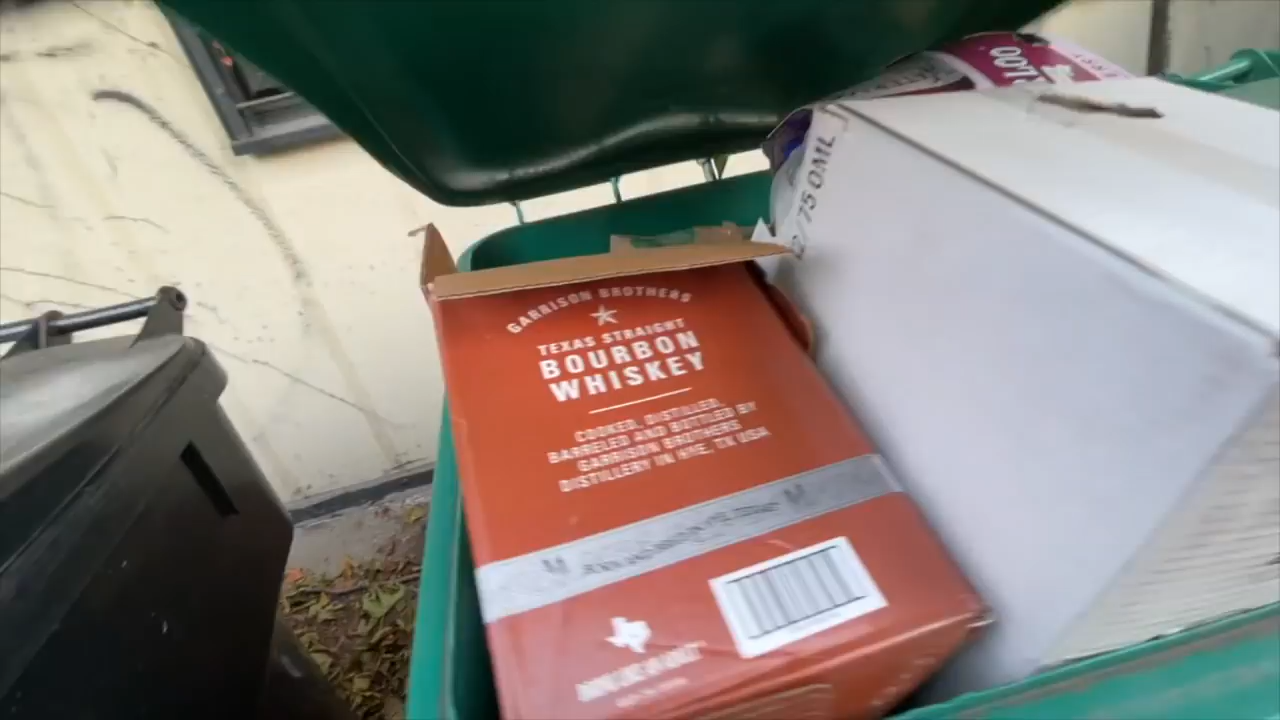 LOO
/750ML
GARRISON BROTHERS
TEXAS STRAIGHT
BOURBON
WHISKEY
COOKED, DISTILLED,
BARRELED AND BOTTLED BY
GARRISON BROTHERS
DISTILLERY IN HYE, TX USA